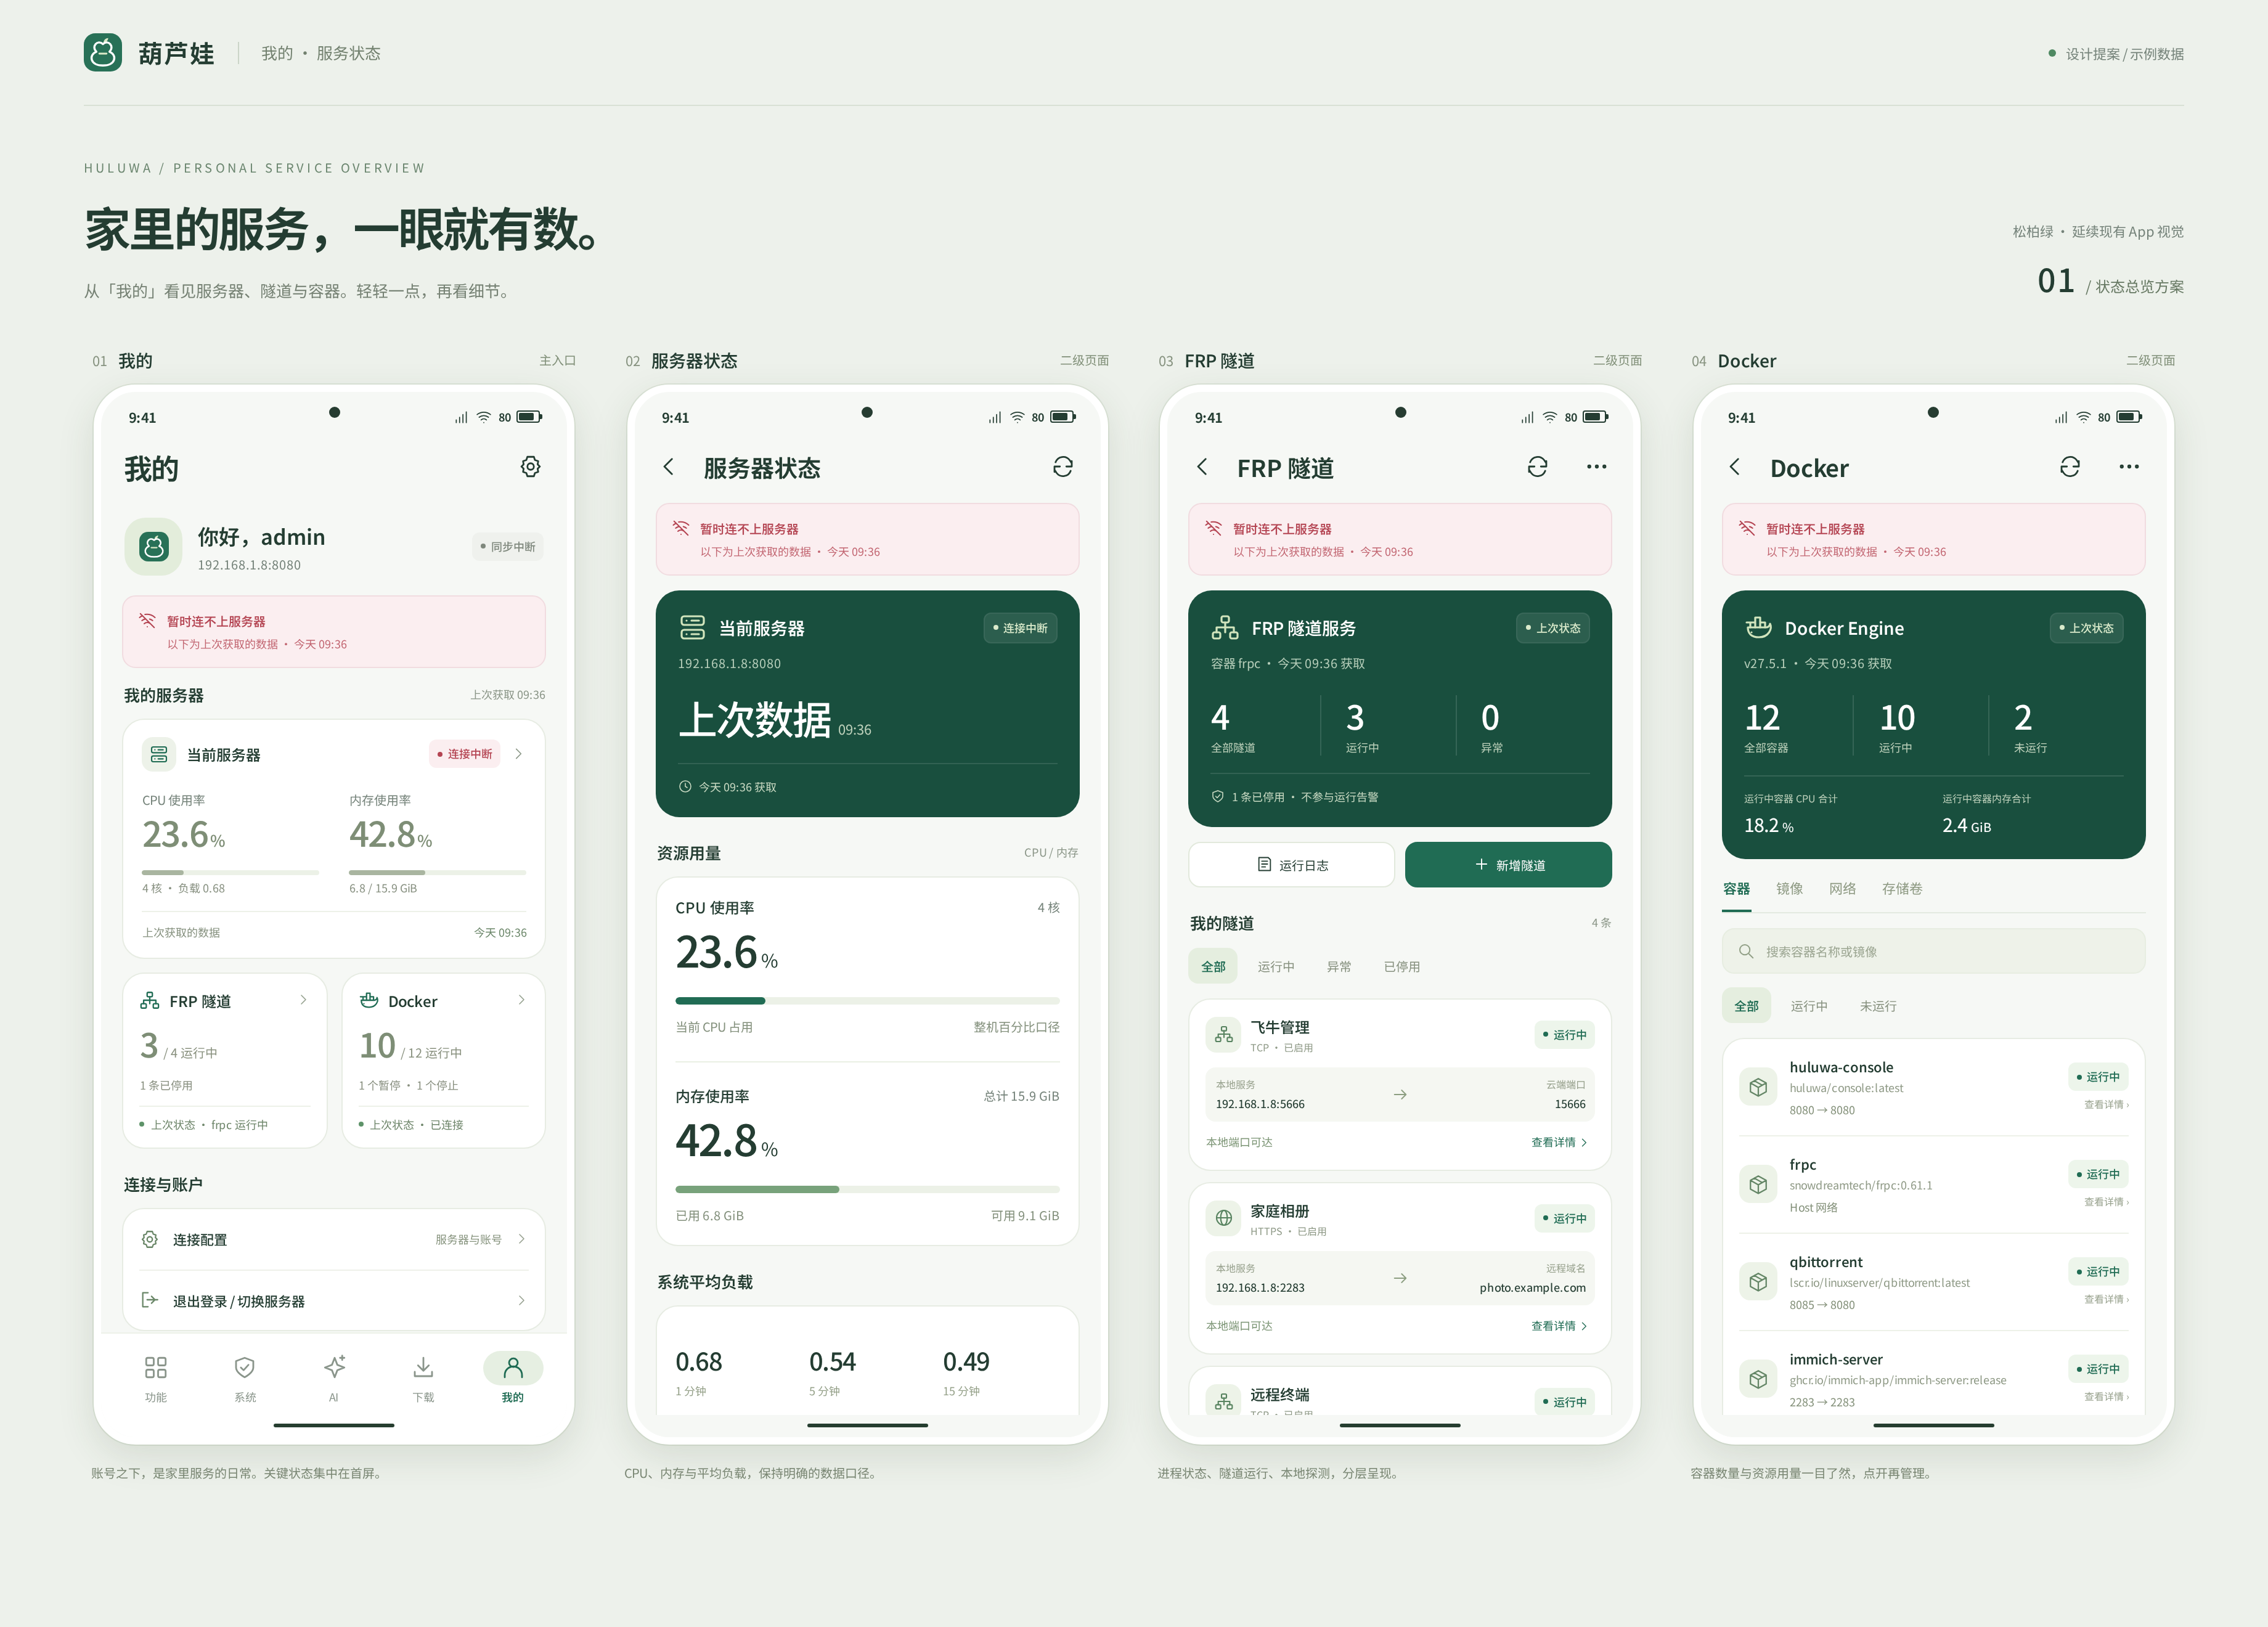 葫芦娃
我的 · 服务状态
设计提案 / 示例数据
HULUWA / PERSONAL SERVICE OVERVIEW
家里的服务，一眼就有数。
从「我的」看见服务器、隧道与容器。轻轻一点，再看细节。
松柏绿 · 延续现有 App 视觉
01 / 状态总览方案
01 我的
主入口
9:41
80
我的
你好，admin
192.168.1.8:8080
同步中断
暂时连不上服务器
以下为上次获取的数据 · 今天 09:36
我的服务器
上次获取 09:36
当前服务器
连接中断
CPU 使用率
内存使用率
23.6%
42.8%
4 核 · 负载 0.68
6.8 / 15.9 GiB
上次获取的数据
今天 09:36
FRP 隧道
3 / 4 运行中
1 条已停用
上次状态 · frpc 运行中
Docker
10 / 12 运行中
1 个暂停 · 1 个停止
上次状态 · 已连接
连接与账户
连接配置
服务器与账号
退出登录 / 切换服务器
功能
系统
AI
下载
我的
账号之下，是家里服务的日常。关键状态集中在首屏。
02 服务器状态
二级页面
9:41
80
服务器状态
暂时连不上服务器
以下为上次获取的数据 · 今天 09:36
当前服务器
连接中断
192.168.1.8:8080
上次数据 09:36
今天 09:36 获取
资源用量
CPU / 内存
CPU 使用率
4 核
23.6 %
当前 CPU 占用
整机百分比口径
内存使用率
总计 15.9 GiB
42.8 %
已用 6.8 GiB
可用 9.1 GiB
系统平均负载
0.68
0.54
0.49
1 分钟
5 分钟
15 分钟
CPU、内存与平均负载，保持明确的数据口径。
03 FRP 隧道
二级页面
9:41
80
FRP 隧道
暂时连不上服务器
以下为上次获取的数据 · 今天 09:36
FRP 隧道服务
上次状态
容器 frpc · 今天 09:36 获取
4
3
0
全部隧道
运行中
异常
1 条已停用 · 不参与运行告警
运行日志
新增隧道
我的隧道
4 条
全部
运行中
异常
已停用
飞牛管理
TCP · 已启用
运行中
本地服务
云端端口
192.168.1.8:5666
→
15666
本地端口可达
查看详情 ›
家庭相册
HTTPS · 已启用
运行中
本地服务
远程域名
192.168.1.8:2283
→
photo.example.com
本地端口可达
查看详情 ›
远程终端
TCP · 已启用
运行中
进程状态、隧道运行、本地探测，分层呈现。
04 Docker
二级页面
9:41
80
Docker
暂时连不上服务器
以下为上次获取的数据 · 今天 09:36
Docker Engine
上次状态
v27.5.1 · 今天 09:36 获取
12
10
2
全部容器
运行中
未运行
运行中容器 CPU 合计
运行中容器内存合计
18.2 %
2.4 GiB
容器
镜像
网络
存储卷
搜索容器名称或镜像
全部
运行中
未运行
huluwa-console
huluwa/console:latest
8080 → 8080
运行中
查看详情 ›
frpc
snowdreamtech/frpc:0.61.1
Host 网络
运行中
查看详情 ›
qbittorrent
lscr.io/linuxserver/qbittorrent:latest
8085 → 8080
运行中
查看详情 ›
immich-server
ghcr.io/immich-app/immich-server:release
2283 → 2283
运行中
查看详情 ›
容器数量与资源用量一目了然，点开再管理。